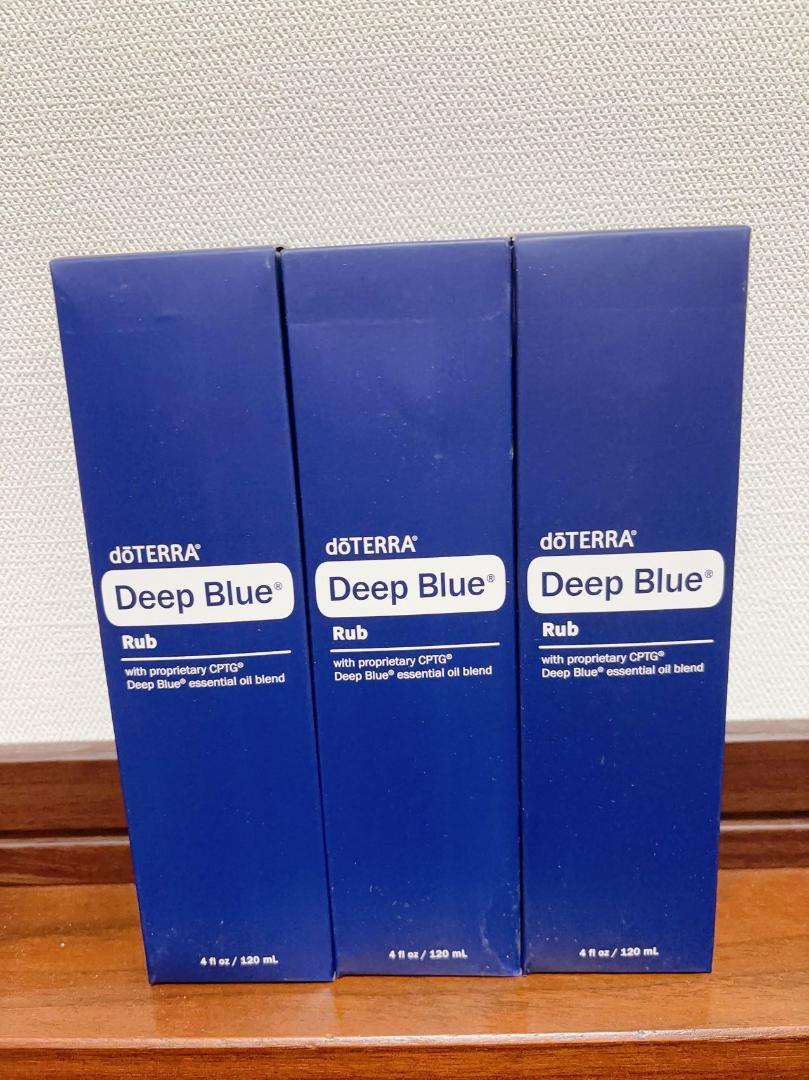 dōTERRA®
Deep Blue®
Rub
with proprietary CPTG®
Deep Blue® essential oil blend
4 fl oz / 120 mL
dōTERRA®
Deep Blue®
Rub
with proprietary CPTG®
Deep Blue® essential oil blend
4 fl oz / 120 mL
dōTERRA®
Deep Blue®
Rub
with proprietary CPTG®
Deep Blue® essential oil blend
4 fl oz / 120 mL